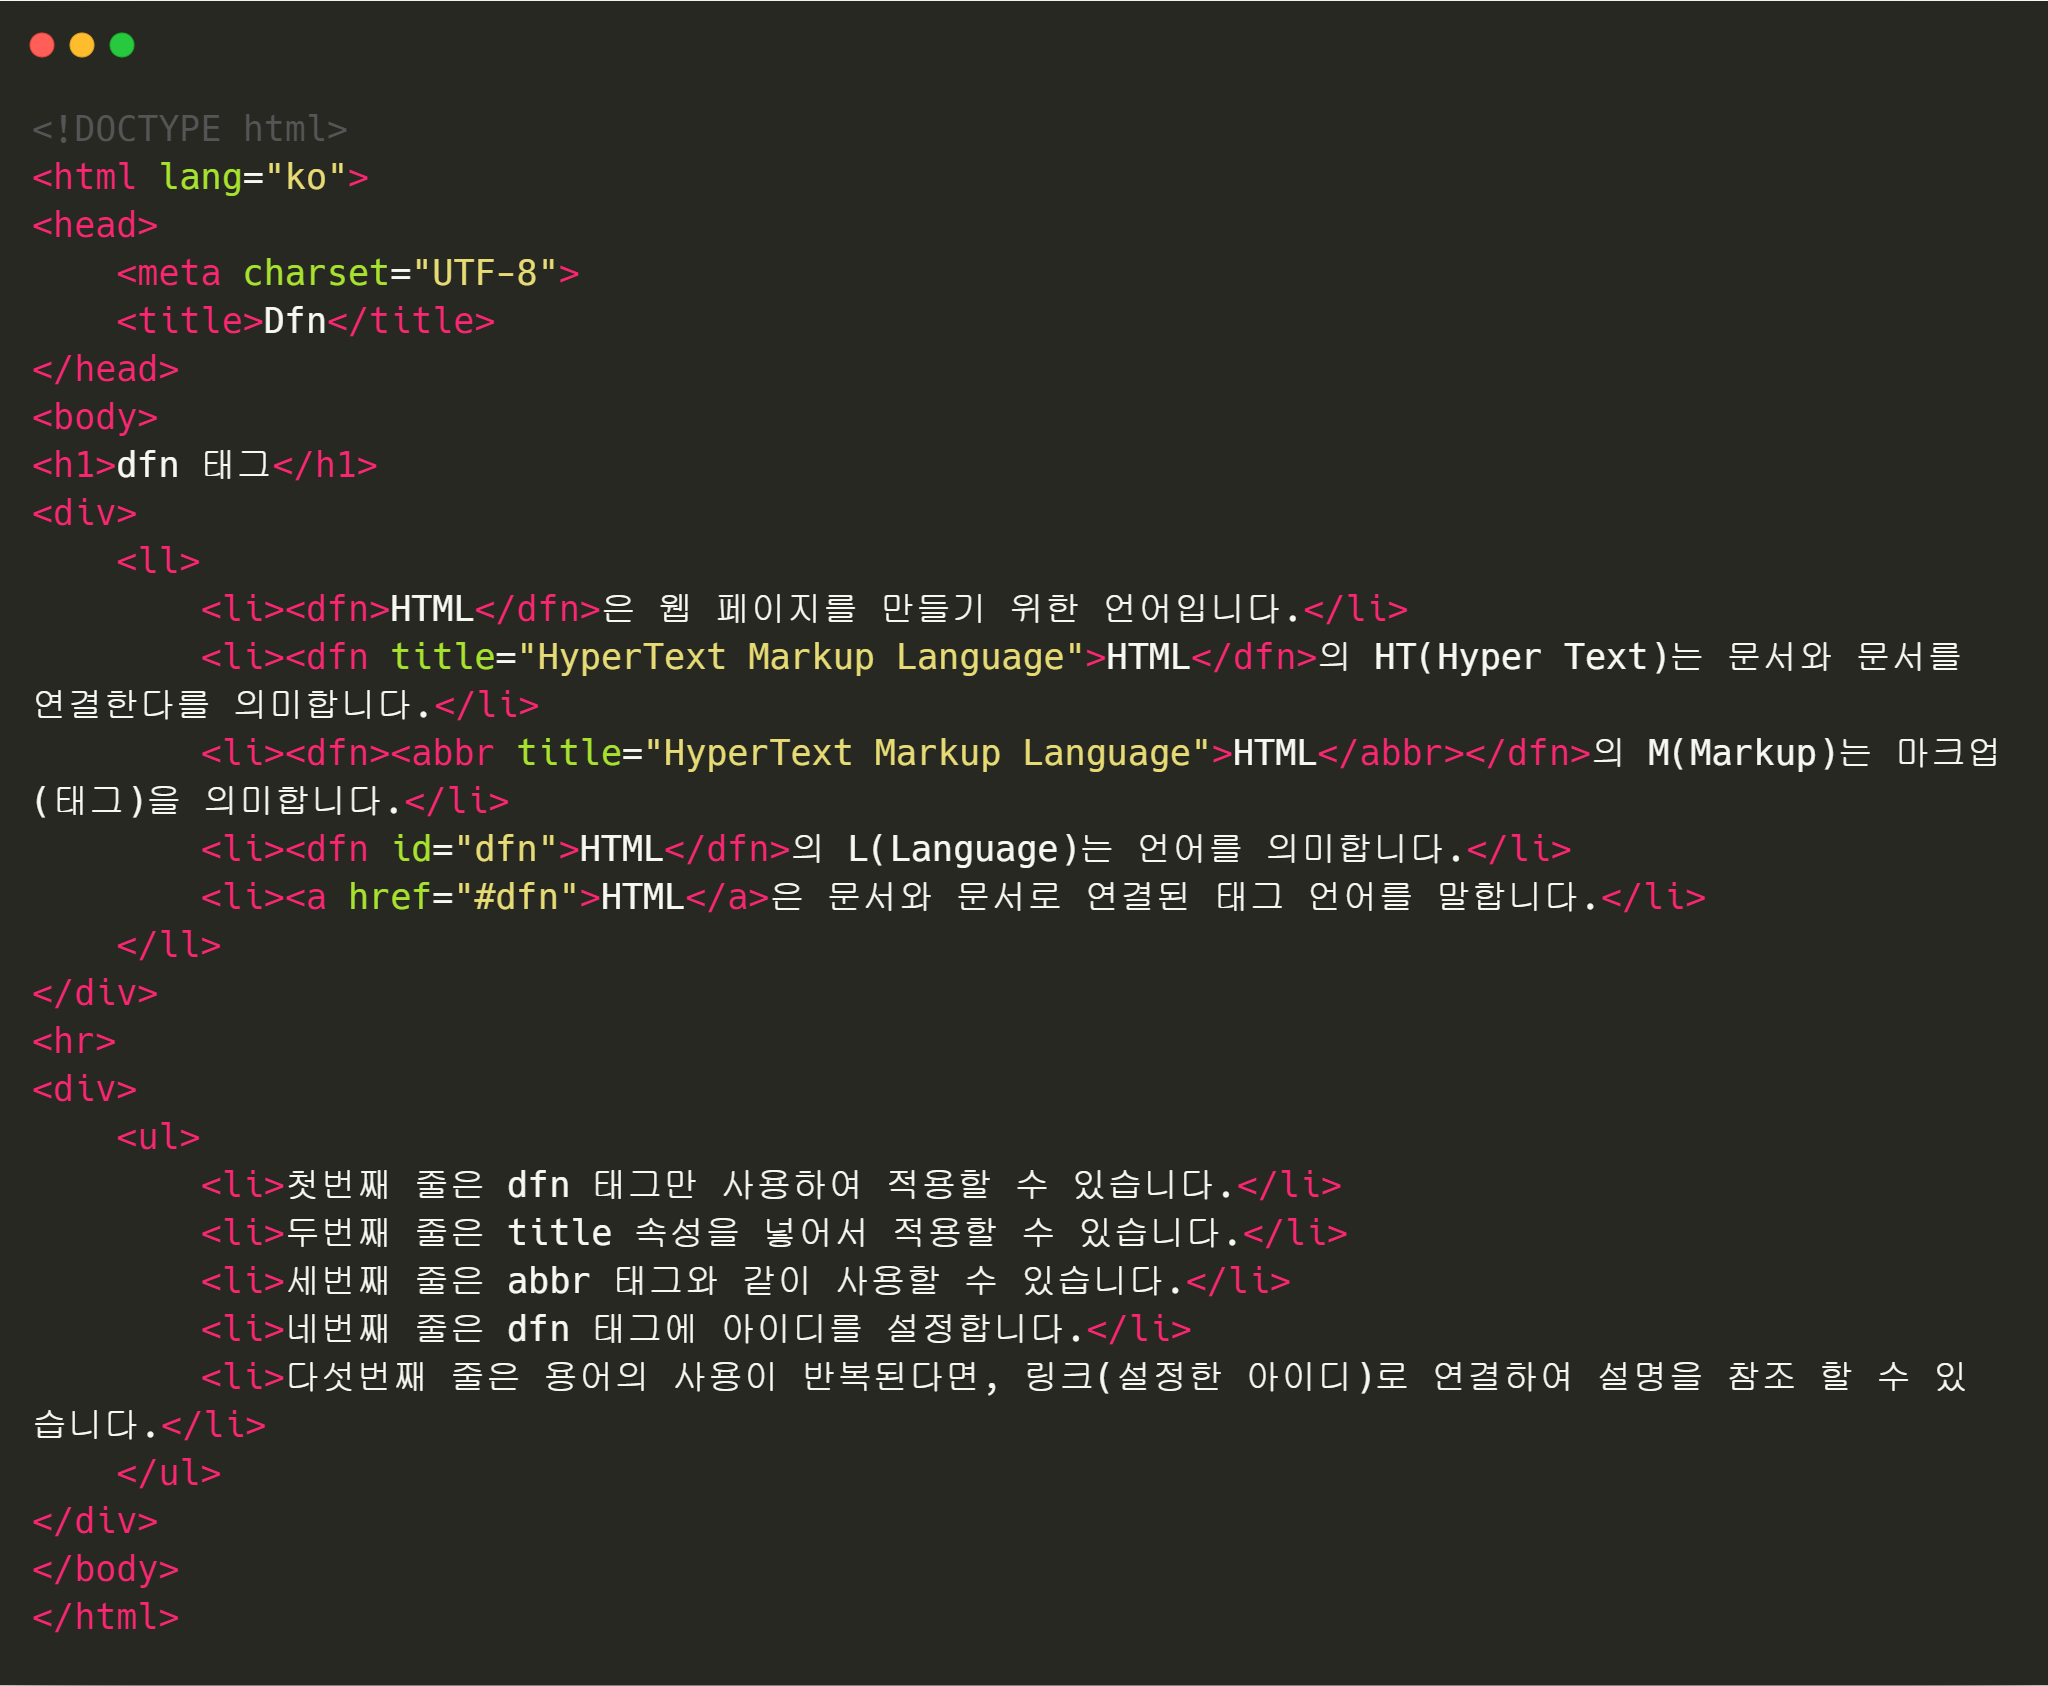 <!DOCTYPE html>
<html lang="ko">
<head>
    <meta charset="UTF-8">
    <title>Dfn</title>
</head>
<body>
<h1>dfn 태그</h1>
<div>
    <ll>
        <li><dfn>HTML</dfn>은 웹 페이지를 만들기 위한 언어입니다.</li>
        <li><dfn title="HyperText Markup Language">HTML</dfn>의 HT(Hyper Text)는 문서와 문서를
연결한다를 의미합니다.</li>
        <li><dfn><abbr title="HyperText Markup Language">HTML</abbr></dfn>의 M(Markup)는 마크업
(태그)을 의미합니다.</li>
        <li><dfn id="dfn">HTML</dfn>의 L(Language)는 언어를 의미합니다.</li>
        <li><a href="#dfn">HTML</a>은 문서와 문서로 연결된 태그 언어를 말합니다.</li>
    </ll>
</div>
<hr>
<div>
    <ul>
        <li>첫번째 줄은 dfn 태그만 사용하여 적용할 수 있습니다.</li>
        <li>두번째 줄은 title 속성을 넣어서 적용할 수 있습니다.</li>
        <li>세번째 줄은 abbr 태그와 같이 사용할 수 있습니다.</li>
        <li>네번째 줄은 dfn 태그에 아이디를 설정합니다.</li>
        <li>다섯번째 줄은 용어의 사용이 반복된다면, 링크(설정한 아이디)로 연결하여 설명을 참조 할 수 있
습니다.</li>
    </ul>
</div>
</body>
</html>